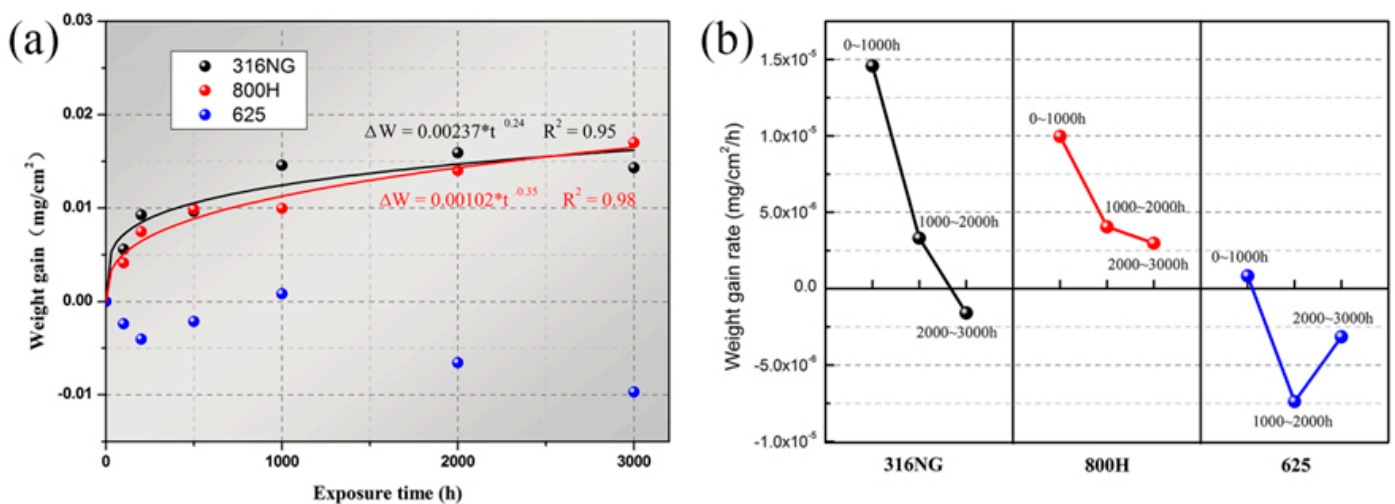 (a)
0.03
0.02
0.01
0.00
-0.01
Weight gain (mg/cm²)
316NG
800H
625
ΔW = 0.00237*t 0.24 R² = 0.95
ΔW = 0.00102*t 0.35 R² = 0.98
0 1000 2000 3000
Exposure time (h)
(b)
1.5x10⁻⁵
1.0x10⁻⁵
5.0x10⁻⁶
0.0
-5.0x10⁻⁶
-1.0x10⁻⁵
Weight gain rate (mg/cm²/h)
0~1000h
1000~2000h
2000~3000h
0~1000h
1000~2000h
2000~3000h
0~1000h
2000~3000h
1000~2000h
316NG 800H 625